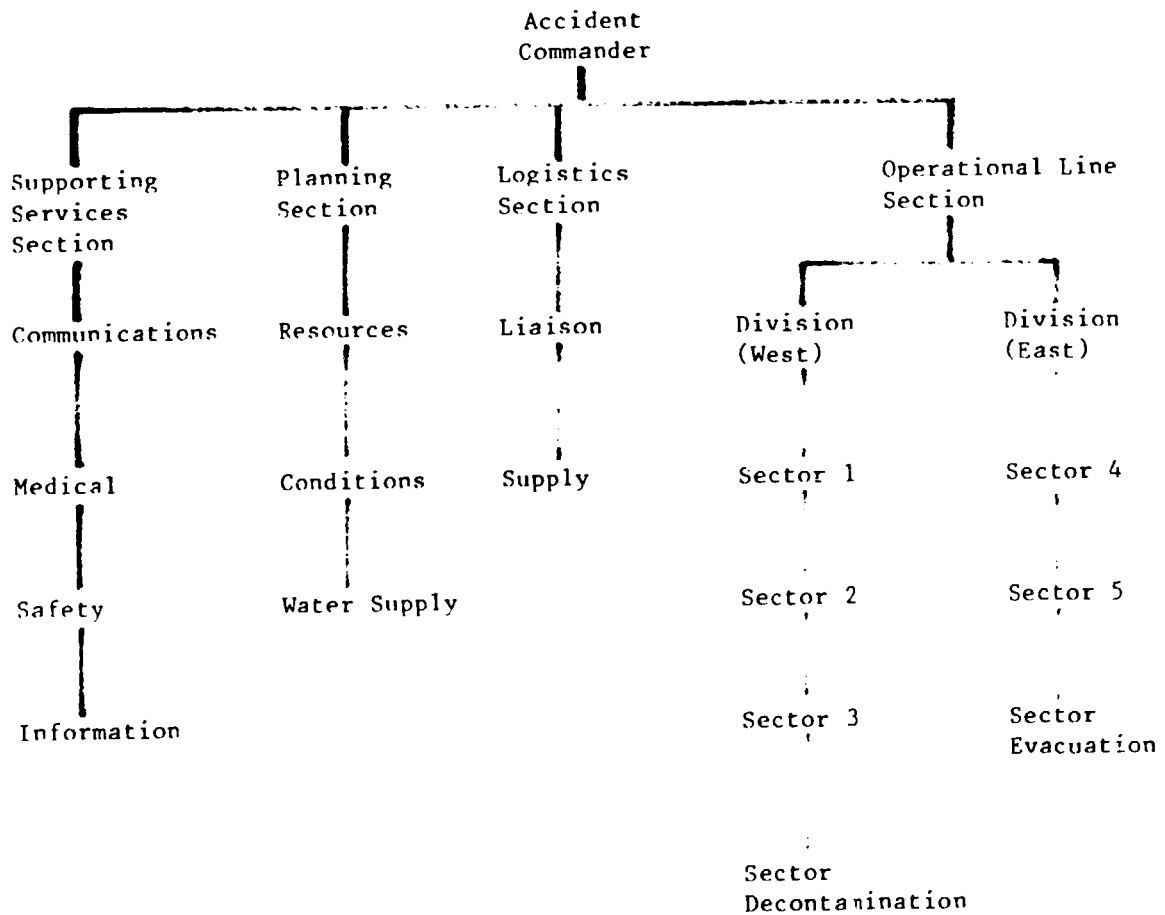 Accident
Commander
Supporting
Services
Section
Planning
Section
Logistics
Section
Operational Line
Section
Communications
Resources
Liaison
Division
(West)
Division
(East)
Medical
Conditions
Supply
Sector 1
Sector 4
Safety
Water Supply
Sector 2
Sector 5
Information
Sector 3
Sector
Evacuation
Sector
Decontamination